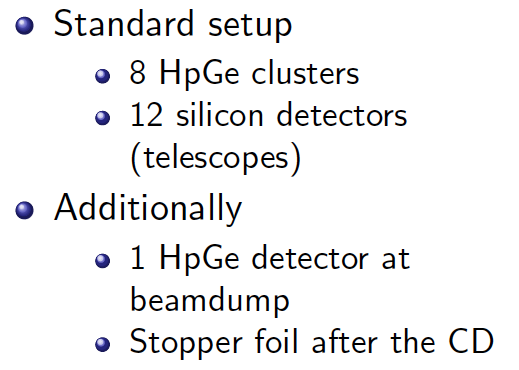 Standard setup
8 HpGe clusters
12 silicon detectors
(telescopes)
Additionally
1 HpGe detector at
beamdump
Stopper foil after the CD